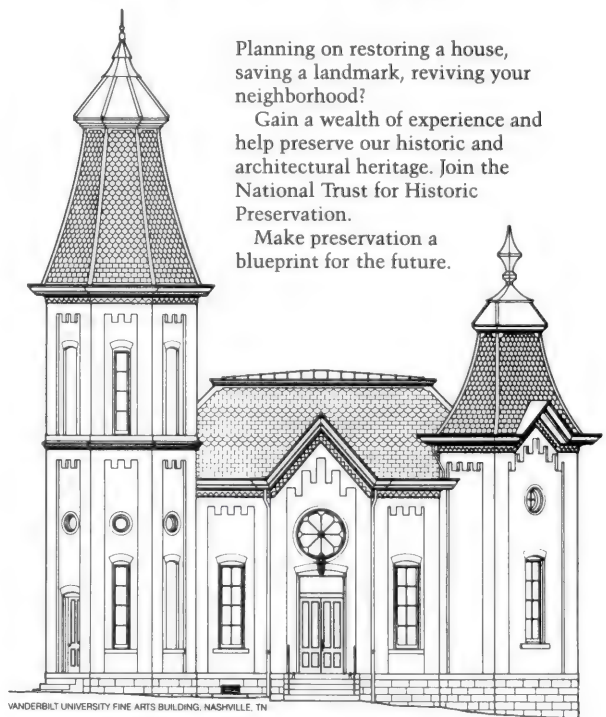 Planning on restoring a house,
saving a landmark, reviving your
neighborhood?
Gain a wealth of experience and
help preserve our historic and
architectural heritage. Join the
National Trust for Historic
Preservation.
Make preservation a
blueprint for the future.
VANDERBILT UNIVERSITY FINE ARTS BUILDING, NASHVILLE, TN